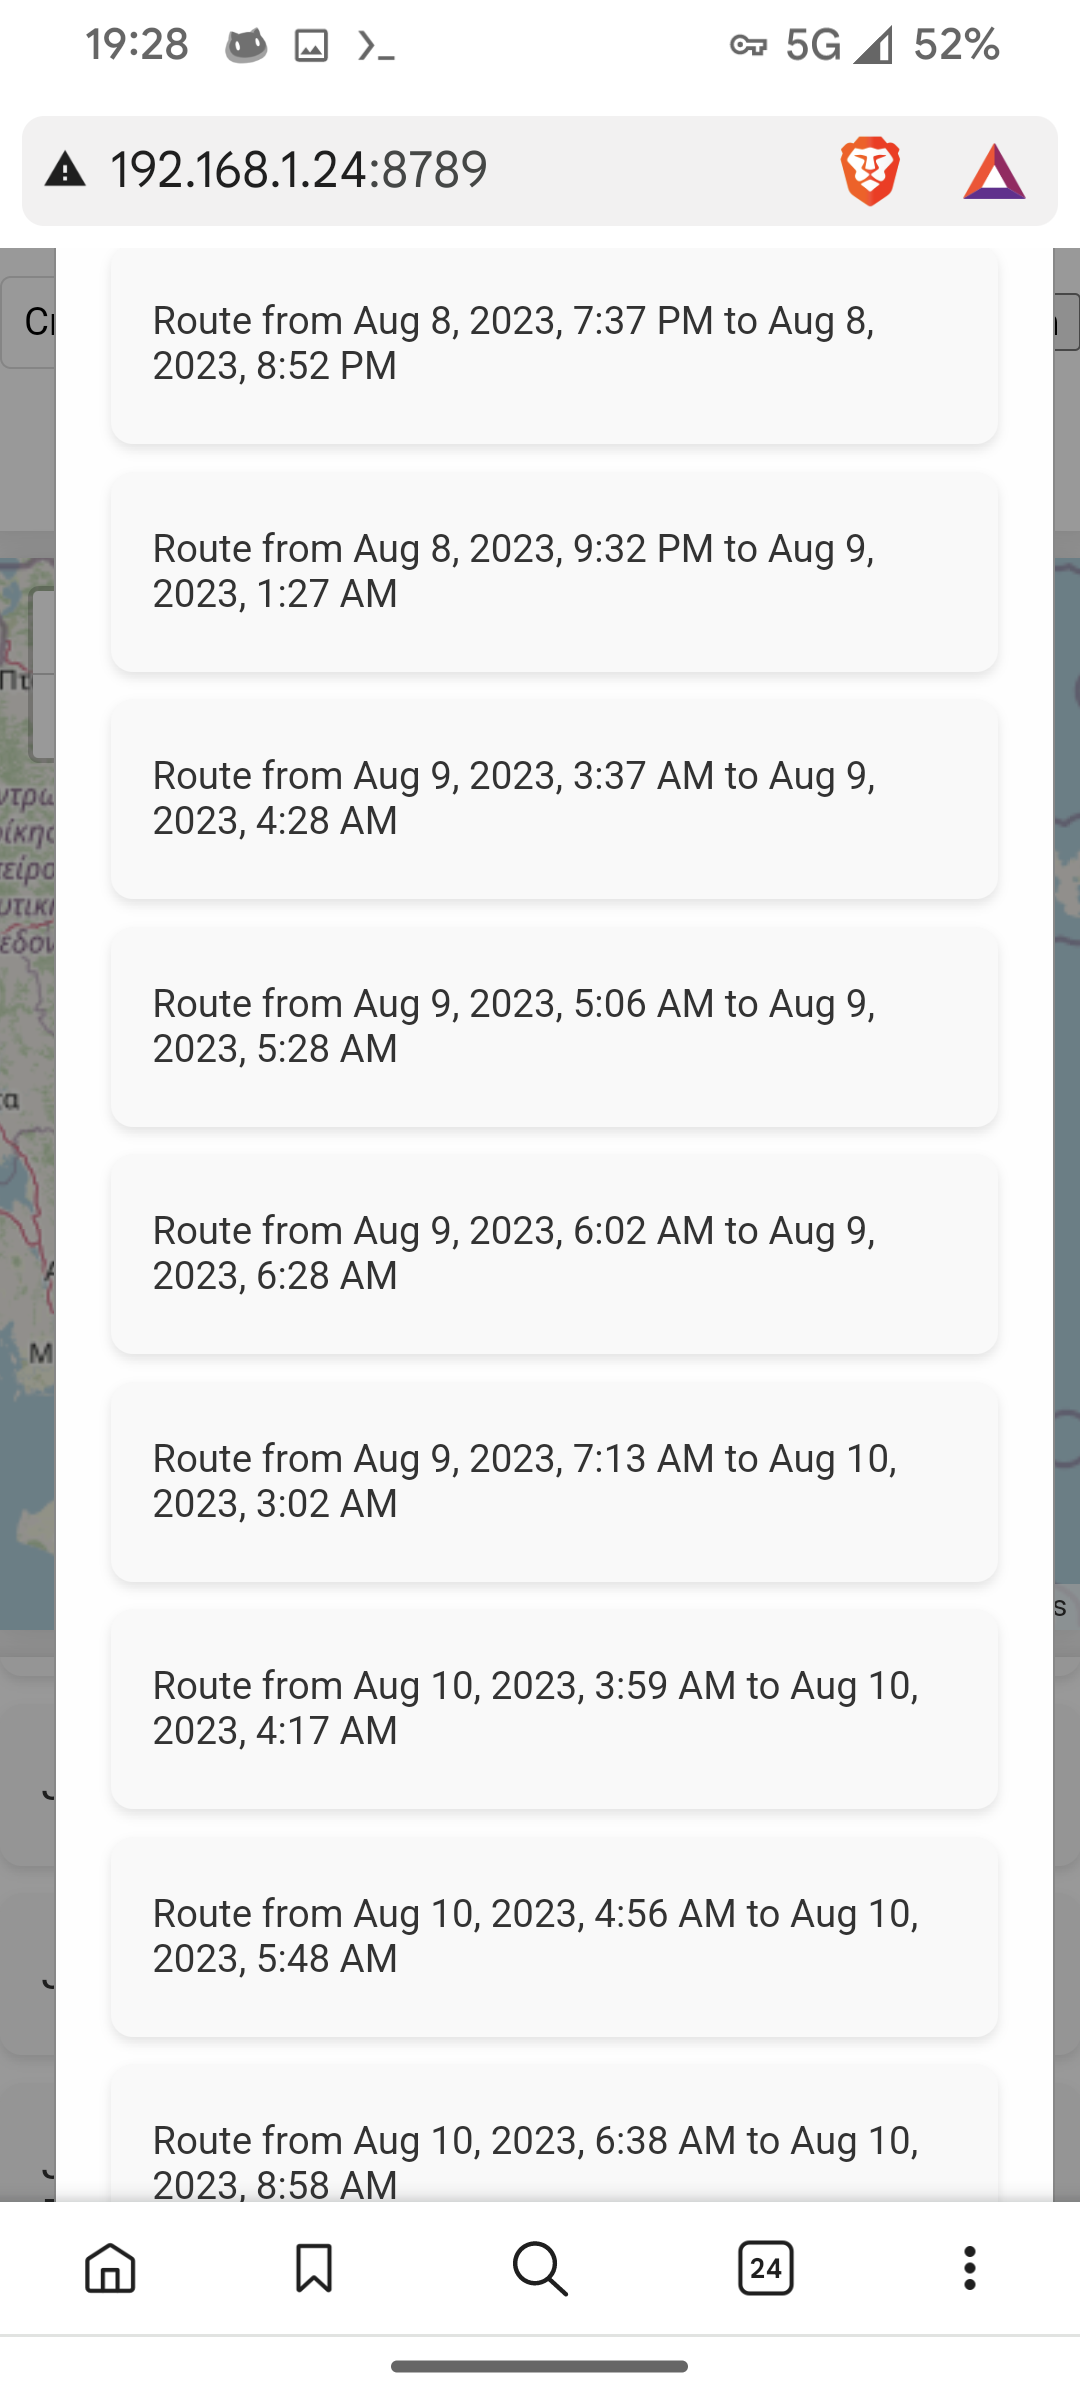 19:28
5G
52%
192.168.1.24:8789
Route from Aug 8, 2023, 7:37 PM to Aug 8,
2023, 8:52 PM
Route from Aug 8, 2023, 9:32 PM to Aug 9,
2023, 1:27 AM
Route from Aug 9, 2023, 3:37 AM to Aug 9,
2023, 4:28 AM
Route from Aug 9, 2023, 5:06 AM to Aug 9,
2023, 5:28 AM
Route from Aug 9, 2023, 6:02 AM to Aug 9,
2023, 6:28 AM
Route from Aug 9, 2023, 7:13 AM to Aug 10,
2023, 3:02 AM
Route from Aug 10, 2023, 3:59 AM to Aug 10,
2023, 4:17 AM
Route from Aug 10, 2023, 4:56 AM to Aug 10,
2023, 5:48 AM
Route from Aug 10, 2023, 6:38 AM to Aug 10,
2023, 8:58 AM
24